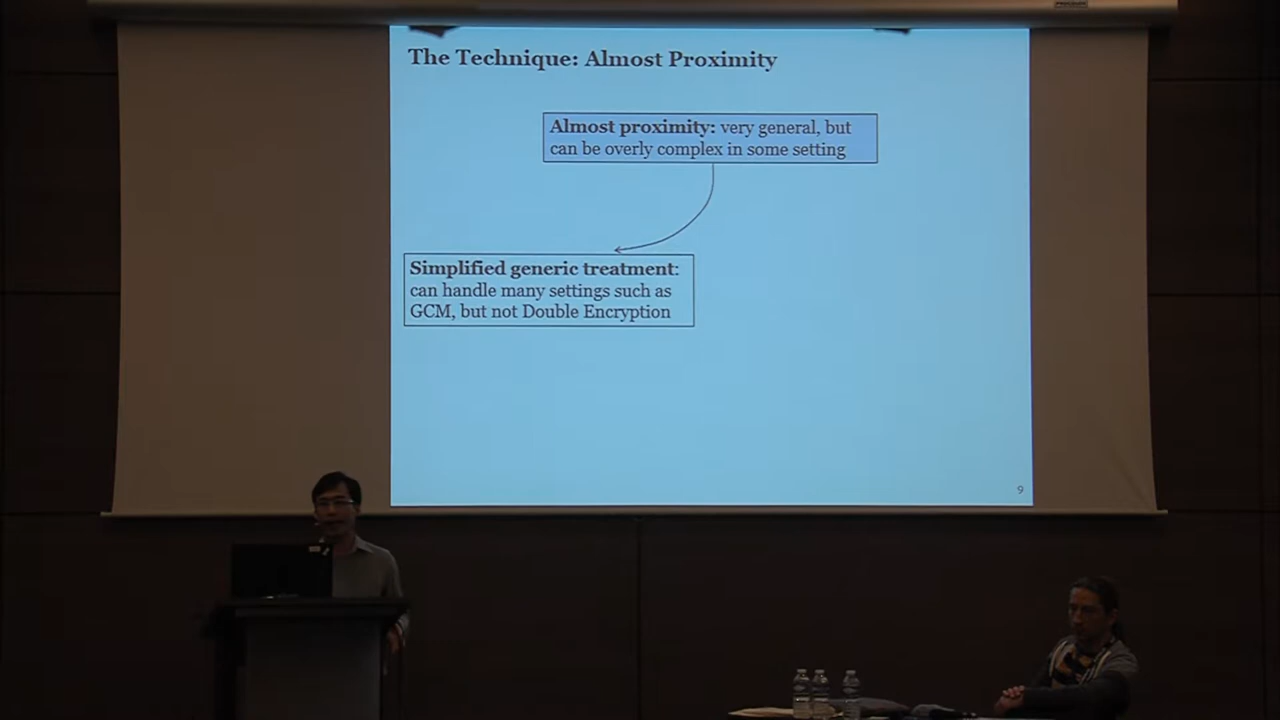 The Technique: Almost Proximity
Almost proximity: very general, but
can be overly complex in some setting
Simplified generic treatment:
can handle many settings such as
GCM, but not Double Encryption
9